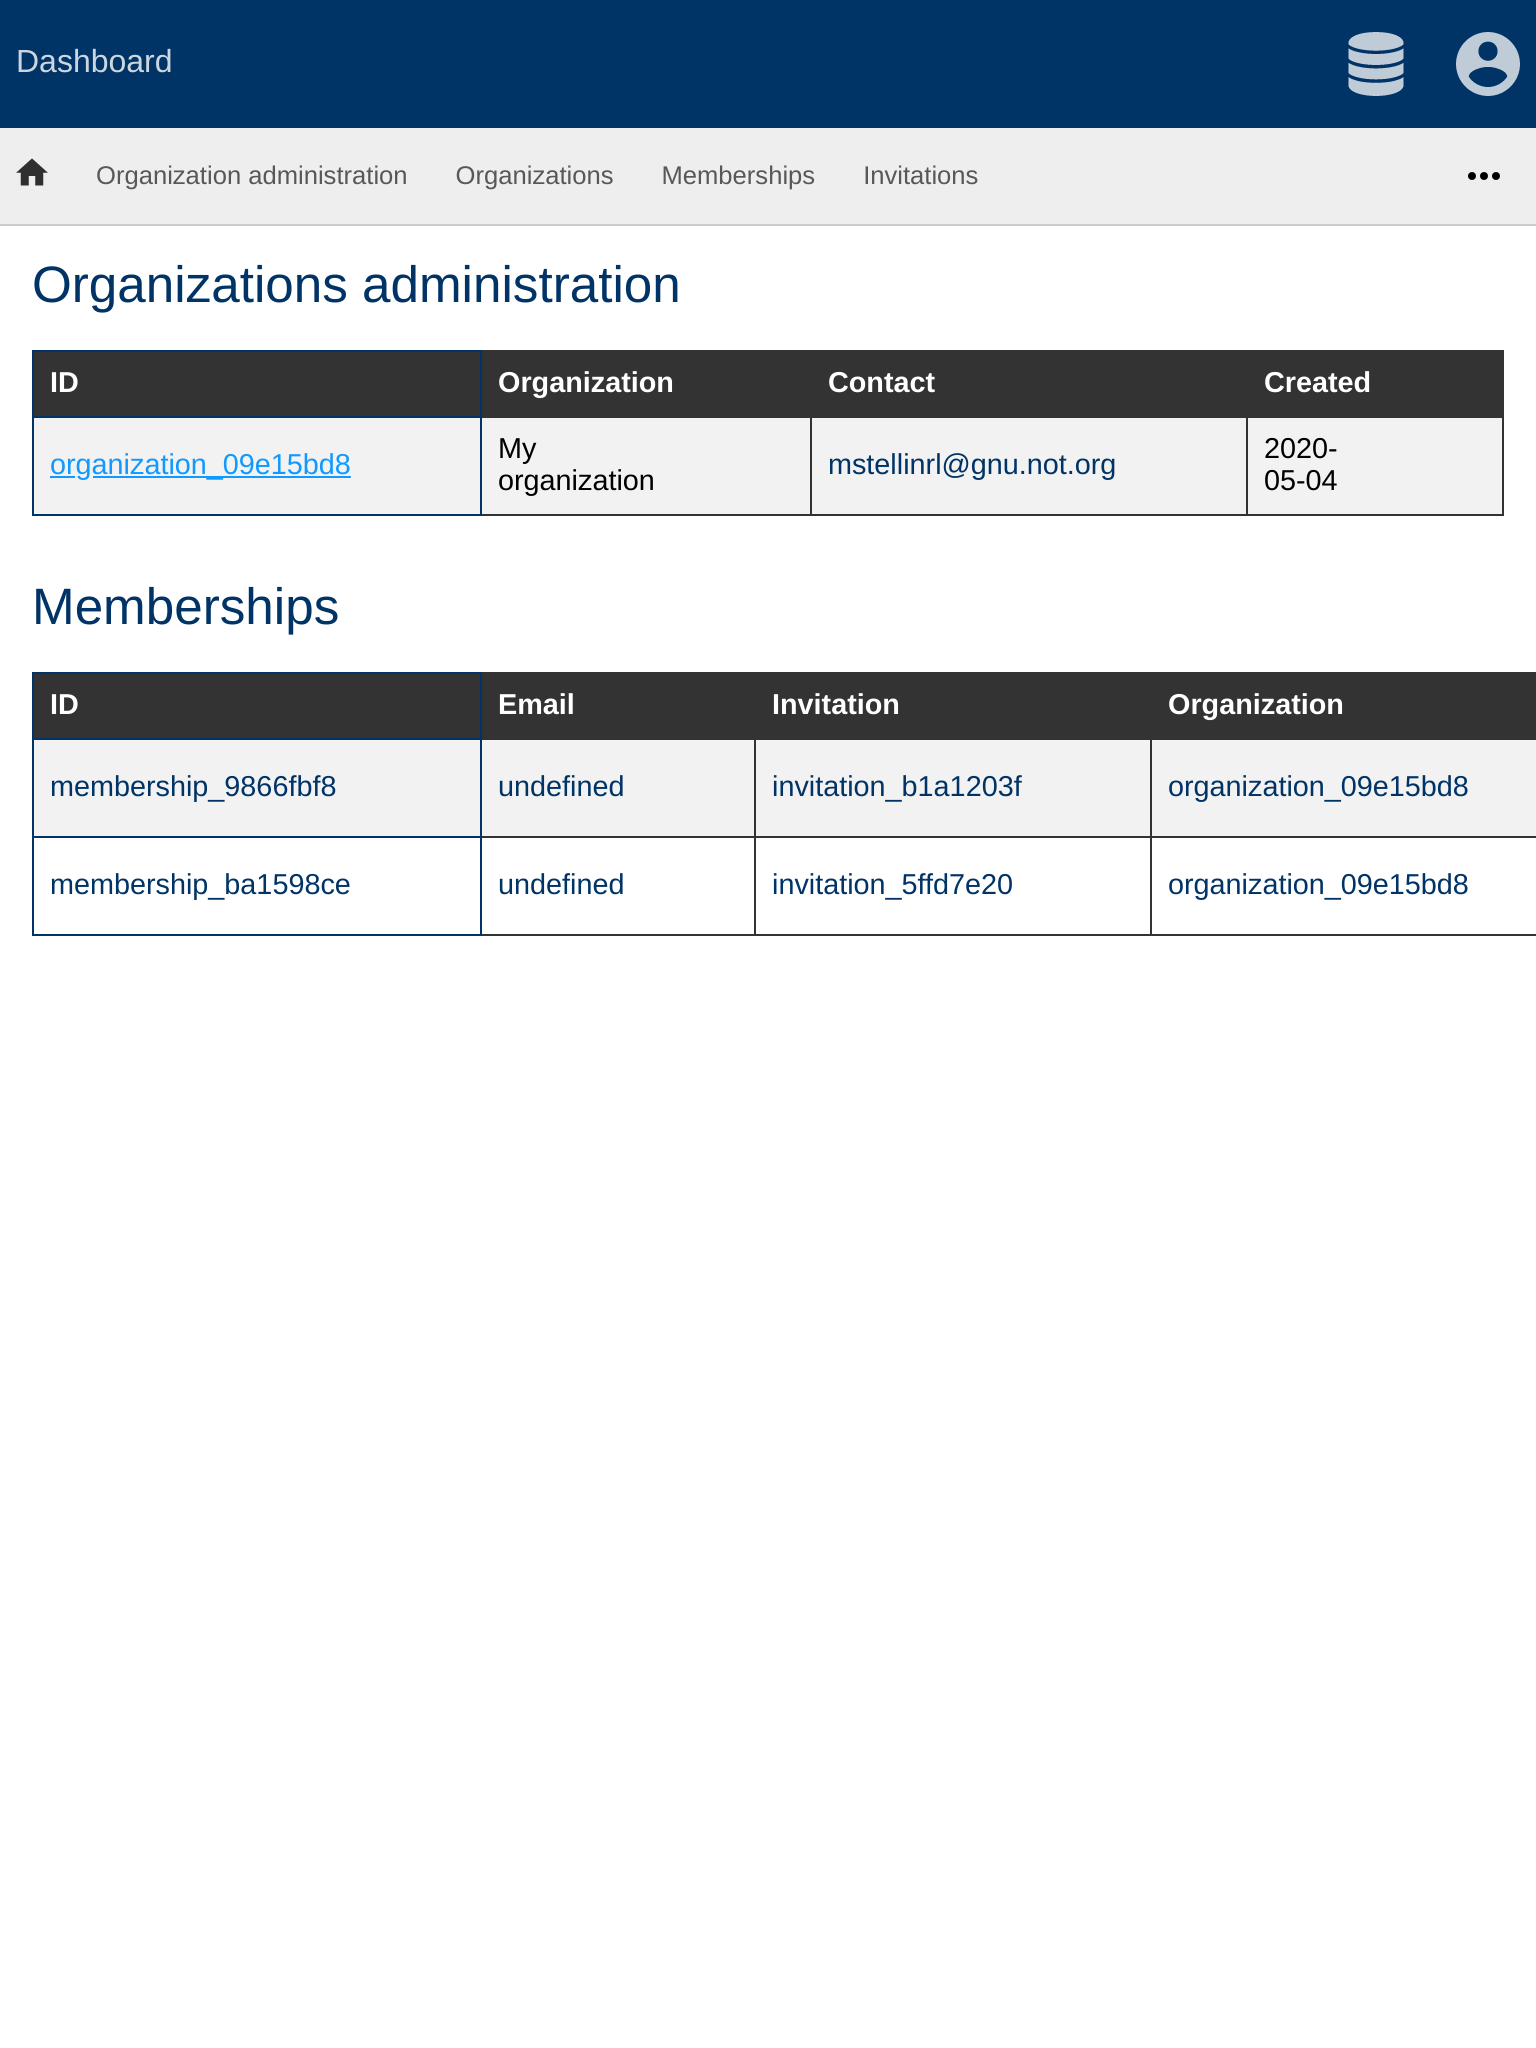 Dashboard
Organization administration Organizations Memberships Invitations
Organizations administration
ID Organization Contact Created
organization_09e15bd8 My organization mstellinrl@gnu.not.org 2020-05-04
Memberships
ID Email Invitation Organization
membership_9866fbf8 undefined invitation_b1a1203f organization_09e15bd8
membership_ba1598ce undefined invitation_5ffd7e20 organization_09e15bd8